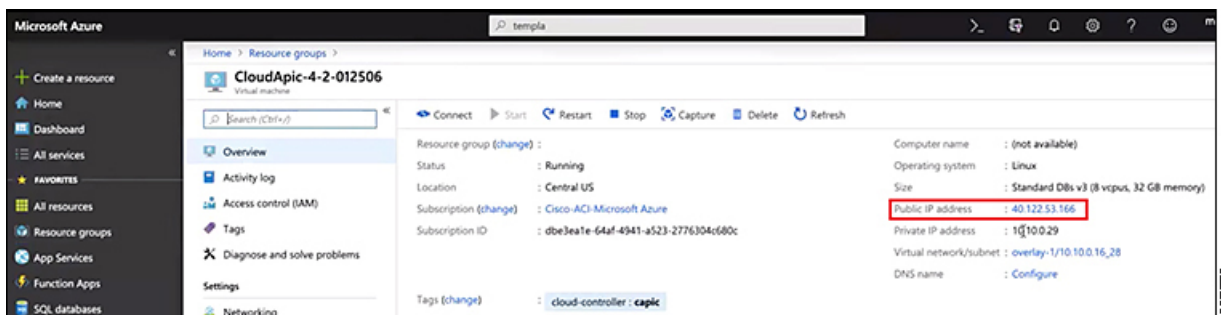 Microsoft Azure
templa
Home > Resource groups >
CloudApic-4-2-012506
Virtual machine
Create a resource
Home
Dashboard
All services
FAVORITES
All resources
Resource groups
App Services
Function Apps
SQL databases
Search (Ctrl+/)
Overview
Activity log
Access control (IAM)
Tags
Diagnose and solve problems
Settings
Networking
Connect Start Restart Stop Capture Delete Refresh
Resource group (change) :
Status : Running
Location : Central US
Subscription (change) : Cisco-ACI-Microsoft Azure
Subscription ID : dbe3ea1e-64af-4941-a523-2776304c680c
Tags (change) : cloud-controller : capic
Computer name : (not available)
Operating system : Linux
Size : Standard D8s v3 (8 vcpus, 32 GB memory)
Public IP address : 40.122.53.166
Private IP address : 10.10.0.29
Virtual network/subnet : overlay-1/10.10.0.16_28
DNS name : Configure